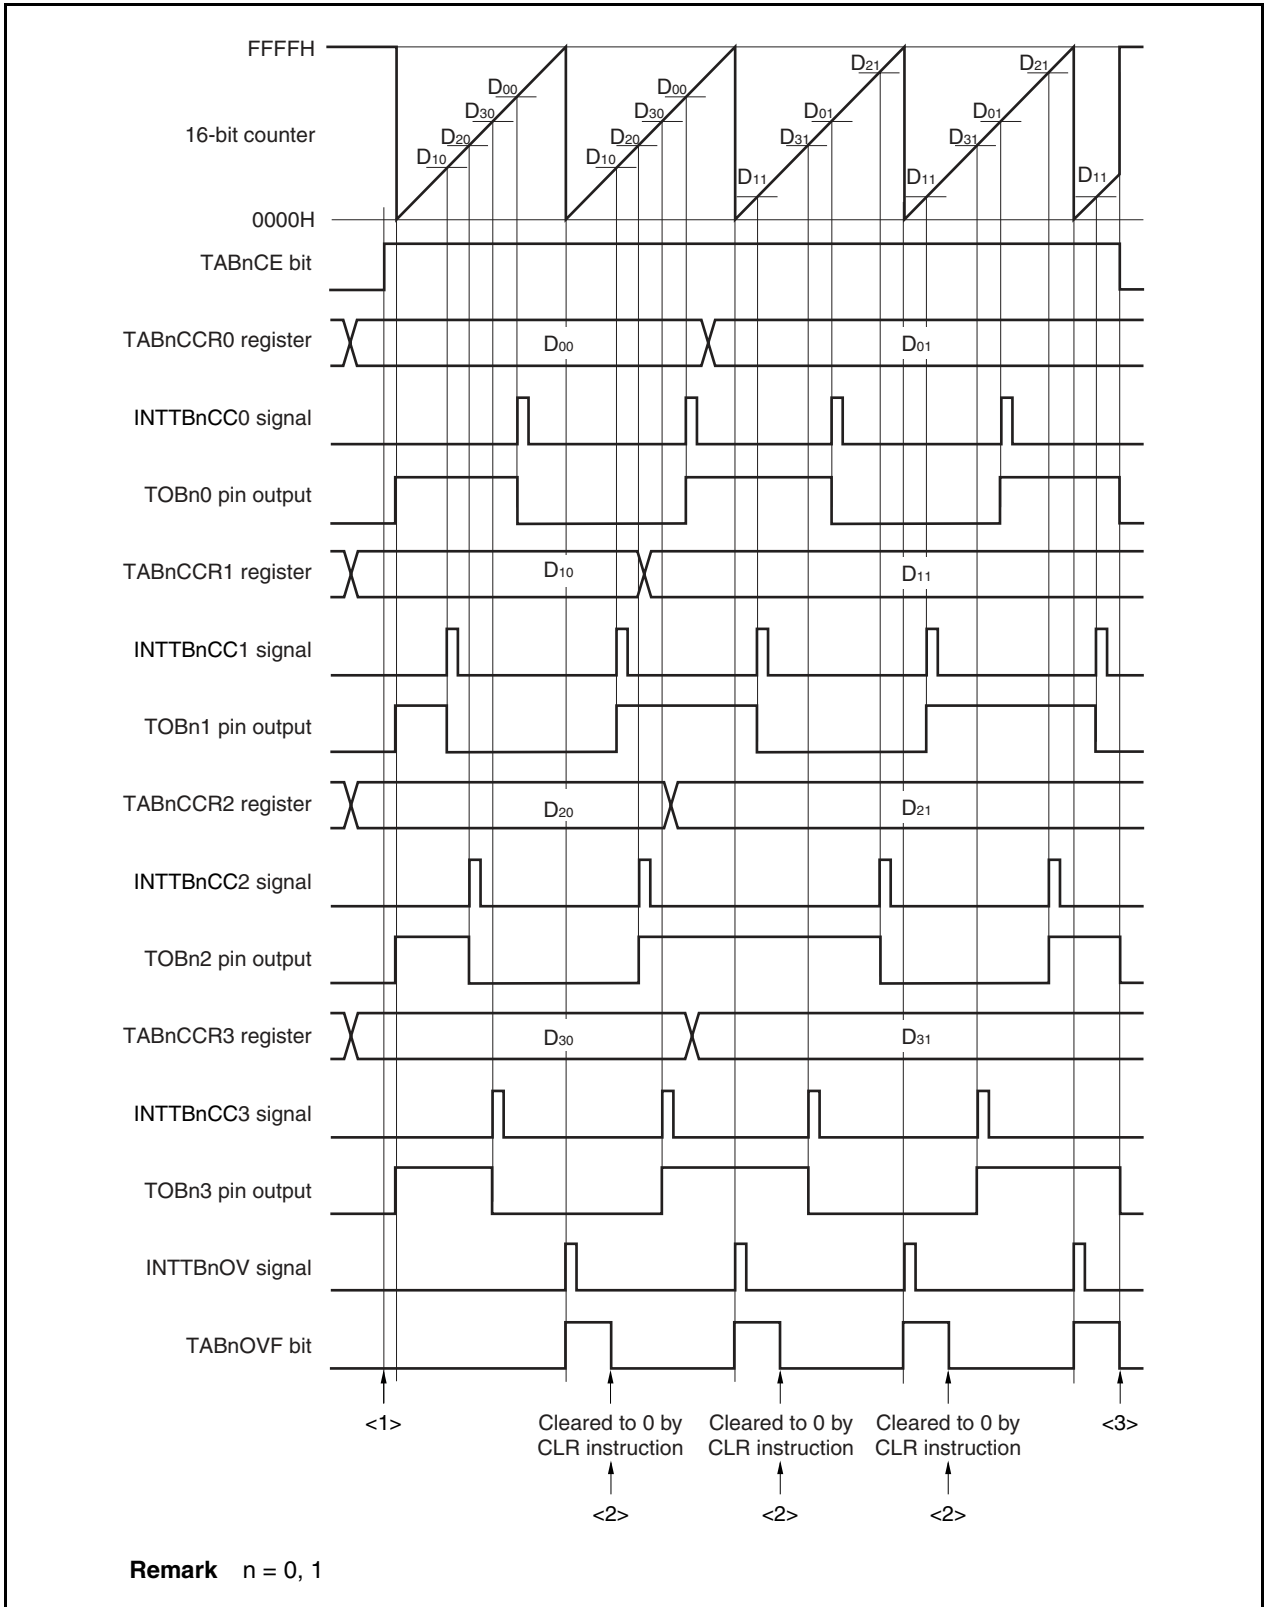 FFFFH
D00 D00 D21 D21
D30 D30 D01 D01
16-bit counter
D20 D20 D31 D31
D10 D10 D11 D11 D11
0000H
TABnCE bit
TABnCCR0 register D00 D01
INTTBnCC0 signal
TOBn0 pin output
TABnCCR1 register D10 D11
INTTBnCC1 signal
TOBn1 pin output
TABnCCR2 register D20 D21
INTTBnCC2 signal
TOBn2 pin output
TABnCCR3 register D30 D31
INTTBnCC3 signal
TOBn3 pin output
INTTBnOV signal
TABnOVF bit
<1>
Cleared to 0 by
CLR instruction
<2>
Cleared to 0 by
CLR instruction
<2>
Cleared to 0 by
CLR instruction
<2>
<3>
Remark n = 0, 1